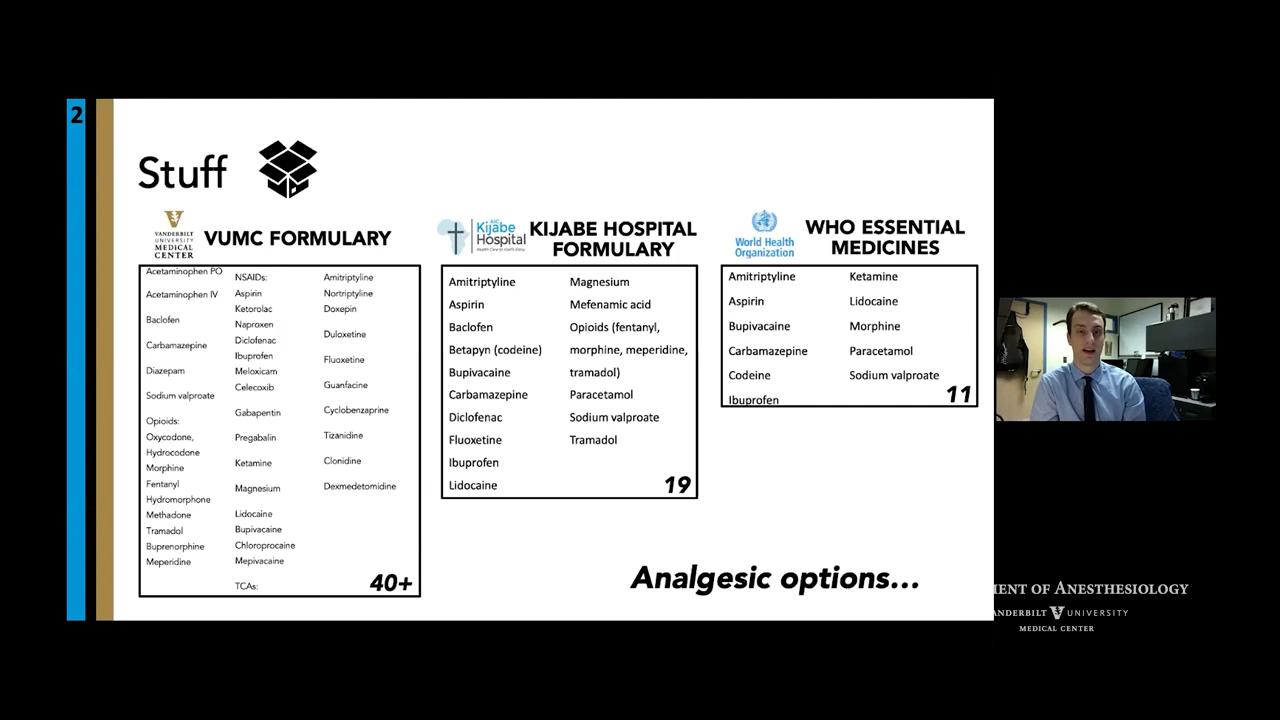 2
Stuff
VANDERBILT
UNIVERSITY
MEDICAL
CENTER
VUMC FORMULARY
Acetaminophen PO
Acetaminophen IV
Baclofen
Carbamazepine
Diazepam
Sodium valproate
Opioids:
Oxycodone,
Hydrocodone
Morphine
Fentanyl
Hydromorphone
Methadone
Tramadol
Buprenorphine
Meperidine
NSAIDs:
Aspirin
Ketorolac
Naproxen
Diclofenac
Ibuprofen
Meloxicam
Celecoxib
Gabapentin
Pregabalin
Ketamine
Magnesium
Lidocaine
Bupivacaine
Chloroprocaine
Mepivacaine
TCAs:
Amitriptyline
Nortriptyline
Doxepin
Duloxetine
Fluoxetine
Guanfacine
Cyclobenzaprine
Tizanidine
Clonidine
Dexmedetomidine
40+
AIC
Kijabe
Hospital
KIJABE HOSPITAL
FORMULARY
Amitriptyline
Aspirin
Baclofen
Betapyn (codeine)
Bupivacaine
Carbamazepine
Diclofenac
Fluoxetine
Ibuprofen
Lidocaine
Magnesium
Mefenamic acid
Opioids (fentanyl,
morphine, meperidine,
tramadol)
Paracetamol
Sodium valproate
Tramadol
19
World Health
Organization
WHO ESSENTIAL
MEDICINES
Amitriptyline
Aspirin
Bupivacaine
Carbamazepine
Codeine
Ibuprofen
Ketamine
Lidocaine
Morphine
Paracetamol
Sodium valproate
11
Analgesic options...
MENT OF ANESTHESIOLOGY
ANDERBILT UNIVERSITY
MEDICAL CENTER